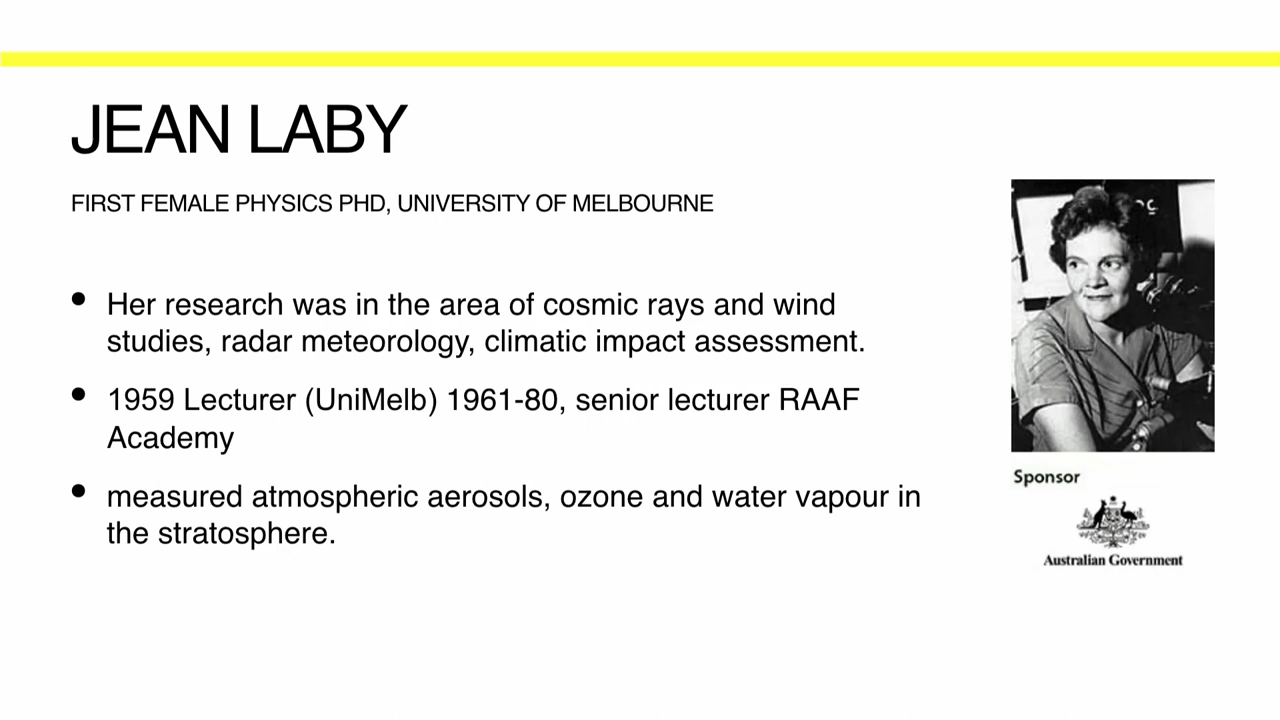 JEAN LABY
FIRST FEMALE PHYSICS PHD, UNIVERSITY OF MELBOURNE
• Her research was in the area of cosmic rays and wind
studies, radar meteorology, climatic impact assessment.
• 1959 Lecturer (UniMelb) 1961-80, senior lecturer RAAF
Academy
• measured atmospheric aerosols, ozone and water vapour in
the stratosphere.
Sponsor
Australian Government